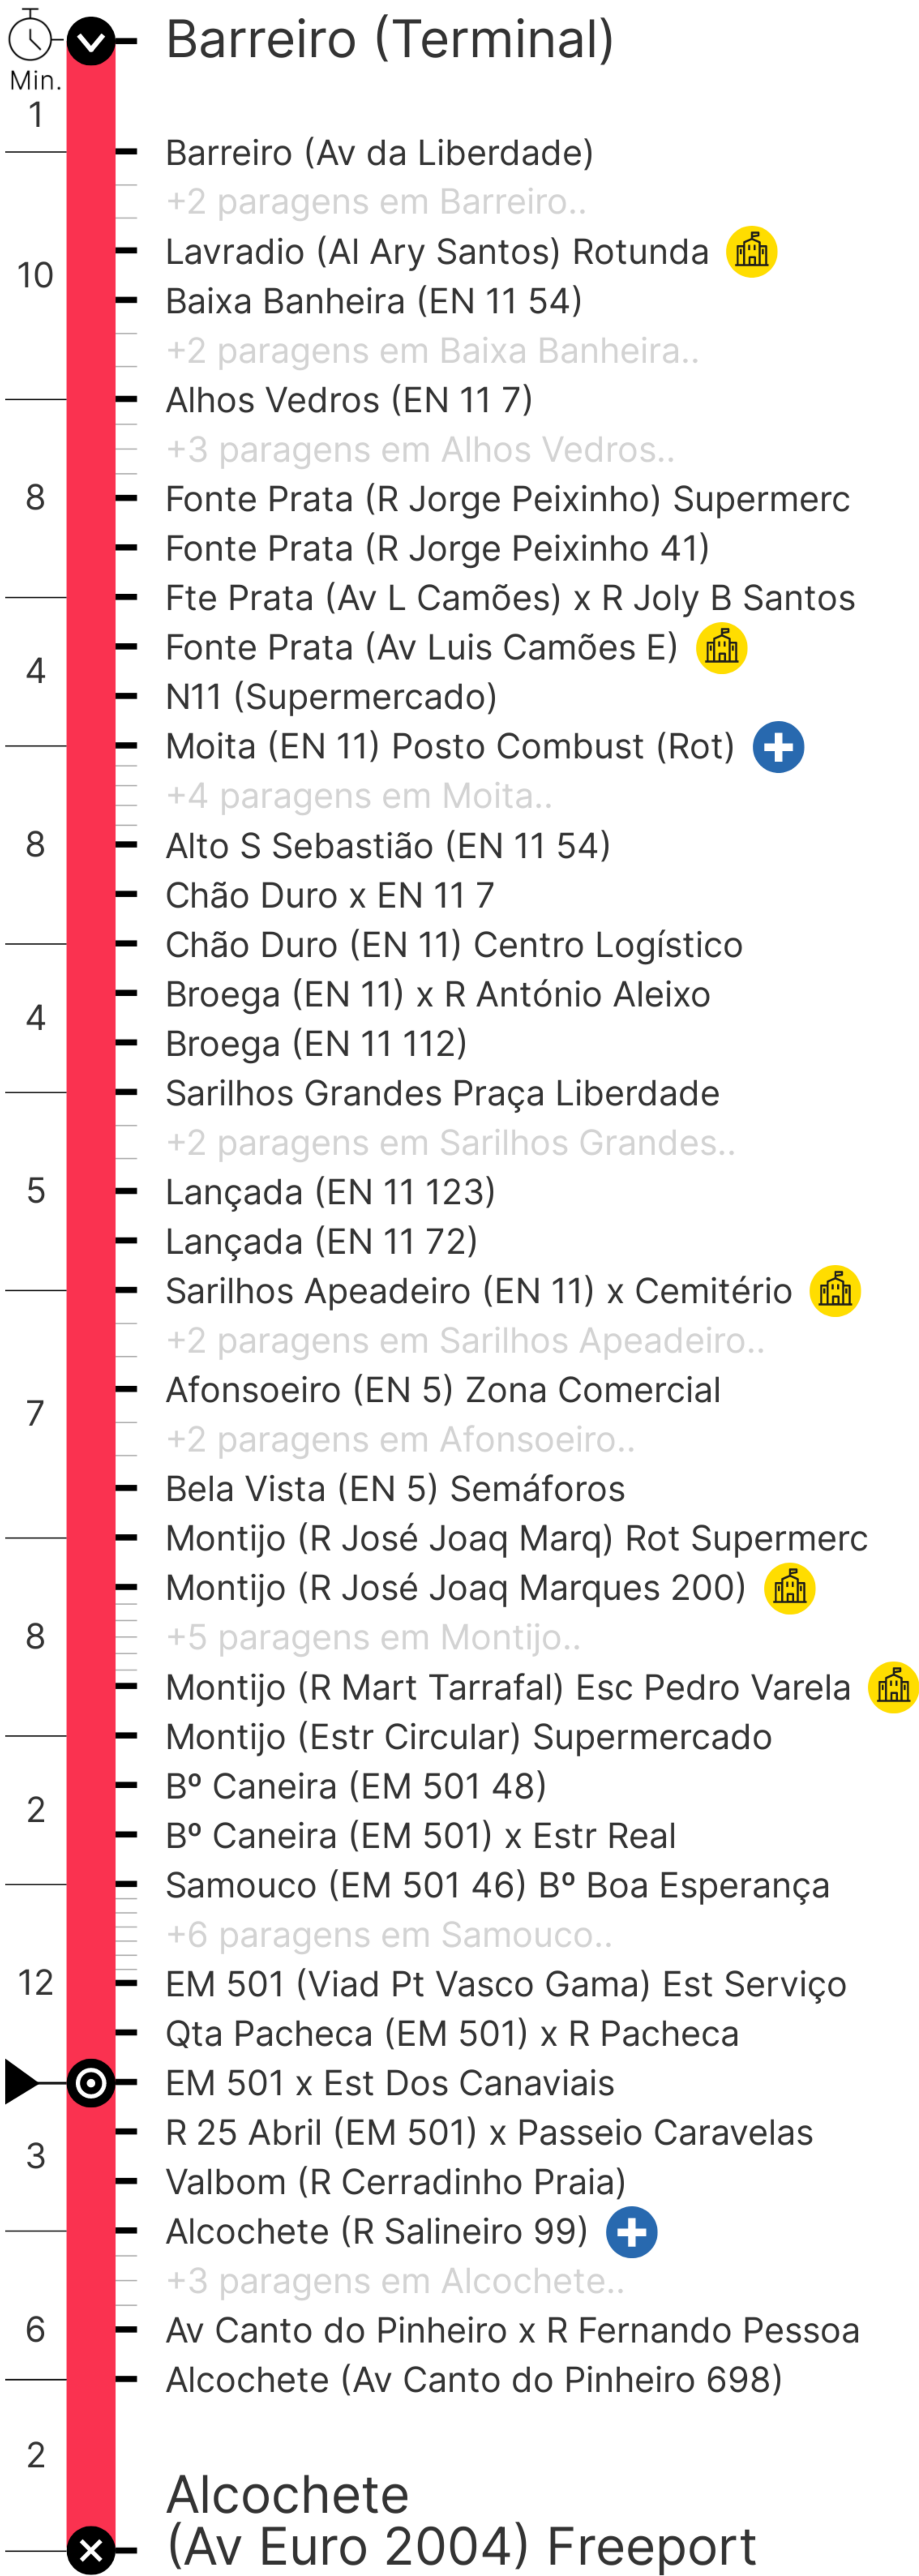 Barreiro (Terminal)
Min.
1
Barreiro (Av da Liberdade)
+2 paragens em Barreiro..
Lavradio (Al Ary Santos) Rotunda
10
Baixa Banheira (EN 11 54)
+2 paragens em Baixa Banheira..
Alhos Vedros (EN 11 7)
+3 paragens em Alhos Vedros..
8
Fonte Prata (R Jorge Peixinho) Supermerc
Fonte Prata (R Jorge Peixinho 41)
Fte Prata (Av L Camões) x R Joly B Santos
Fonte Prata (Av Luis Camões E)
4
N11 (Supermercado)
Moita (EN 11) Posto Combust (Rot)
+4 paragens em Moita..
8
Alto S Sebastião (EN 11 54)
Chão Duro x EN 11 7
Chão Duro (EN 11) Centro Logístico
Broega (EN 11) x R António Aleixo
4
Broega (EN 11 112)
Sarilhos Grandes Praça Liberdade
+2 paragens em Sarilhos Grandes..
5
Lançada (EN 11 123)
Lançada (EN 11 72)
Sarilhos Apeadeiro (EN 11) x Cemitério
+2 paragens em Sarilhos Apeadeiro..
Afonsoeiro (EN 5) Zona Comercial
7
+2 paragens em Afonsoeiro..
Bela Vista (EN 5) Semáforos
Montijo (R José Joaq Marq) Rot Supermerc
Montijo (R José Joaq Marques 200)
8
+5 paragens em Montijo..
Montijo (R Mart Tarrafal) Esc Pedro Varela
Montijo (Estr Circular) Supermercado
Bº Caneira (EM 501 48)
2
Bº Caneira (EM 501) x Estr Real
Samouco (EM 501 46) Bº Boa Esperança
+6 paragens em Samouco..
12
EM 501 (Viad Pt Vasco Gama) Est Serviço
Qta Pacheca (EM 501) x R Pacheca
EM 501 x Est Dos Canaviais
R 25 Abril (EM 501) x Passeio Caravelas
3
Valbom (R Cerradinho Praia)
Alcochete (R Salineiro 99)
+3 paragens em Alcochete..
6
Av Canto do Pinheiro x R Fernando Pessoa
Alcochete (Av Canto do Pinheiro 698)
2
Alcochete
(Av Euro 2004) Freeport